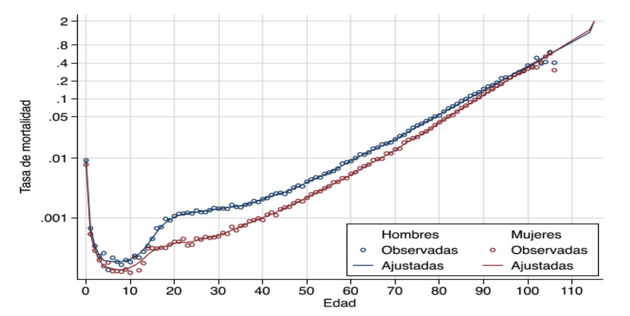 2
.8
.4
.2
.1
.05
.01
.001
Tasa de mortalidad
Hombres Mujeres
Observadas Observadas
Ajustadas Ajustadas
0 10 20 30 40 50 60 70 80 90 100 110
Edad